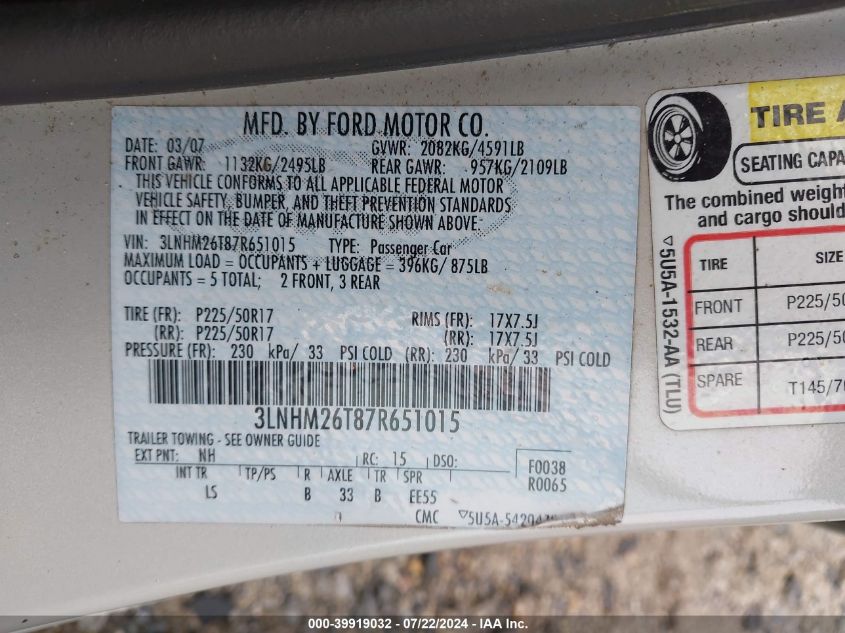 MFD. BY FORD MOTOR CO.
DATE: 03/07 GVWR: 2082KG/4591LB
FRONT GAWR: 1132KG/2495LB REAR GAWR: 957KG/2109LB
THIS VEHICLE CONFORMS TO ALL APPLICABLE FEDERAL MOTOR
VEHICLE SAFETY, BUMPER, AND THEFT PREVENTION STANDARDS
IN EFFECT ON THE DATE OF MANUFACTURE SHOWN ABOVE.
VIN: 3LNHM26T87R651015 TYPE: Passenger Car
MAXIMUM LOAD = OCCUPANTS + LUGGAGE = 396KG/ 875LB
OCCUPANTS = 5 TOTAL; 2 FRONT, 3 REAR
TIRE (FR): P225/50R17 RIMS (FR): 17X7.5J
(RR): P225/50R17 (RR): 17X7.5J
PRESSURE (FR): 230 kPa/ 33 PSI COLD (RR): 230 kPa/ 33 PSI COLD
3LNHM26T87R651015
TRAILER TOWING - SEE OWNER GUIDE
EXT PNT: NH RC: 15 DSO: F0038
INT TR TP/PS R AXLE TR SPR R0065
LS B 33 B EE55
CMC ▽5U5A-54204
TIRE A
SEATING CAPA
The combined weight
and cargo should
TIRE SIZE
FRONT P225/50
REAR P225/50
SPARE T145/70
▽5U5A-1532-AA (TLU)
000-39919032 - 07/22/2024 - IAA Inc.